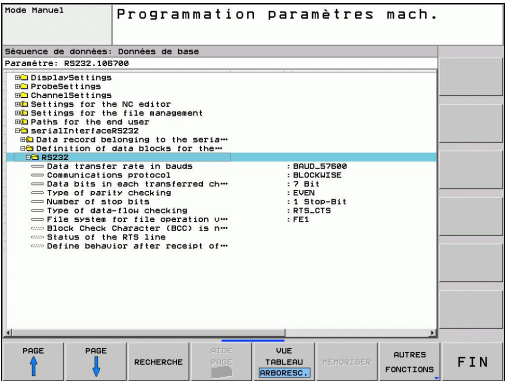 Mode Manuel
Programmation paramètres mach.
Séquence de données: Données de base
Paramètre: RS232.106700
DisplaySettings
ProbeSettings
ChannelSettings
Settings for the NC editor
Settings for the file management
Paths for the end user
serialInterfaceRS232
Data record belonging to the seria…
Definition of data blocks for the…
RS232
Data transfer rate in bauds : BAUD_57600
Communications protocol : BLOCKWISE
Data bits in each transferred ch… : 7 Bit
Type of parity checking : EVEN
Number of stop bits : 1 Stop-Bit
Type of data-flow checking : RTS_CTS
File system for file operation v… : FE1
Block Check Character (BCC) is n…
Status of the RTS line
Define behavior after receipt of…
PAGE
PAGE
RECHERCHE
AIDE PAGE
VUE TABLEAU ARBORESC.
MEMORISER
AUTRES FONCTIONS
FIN